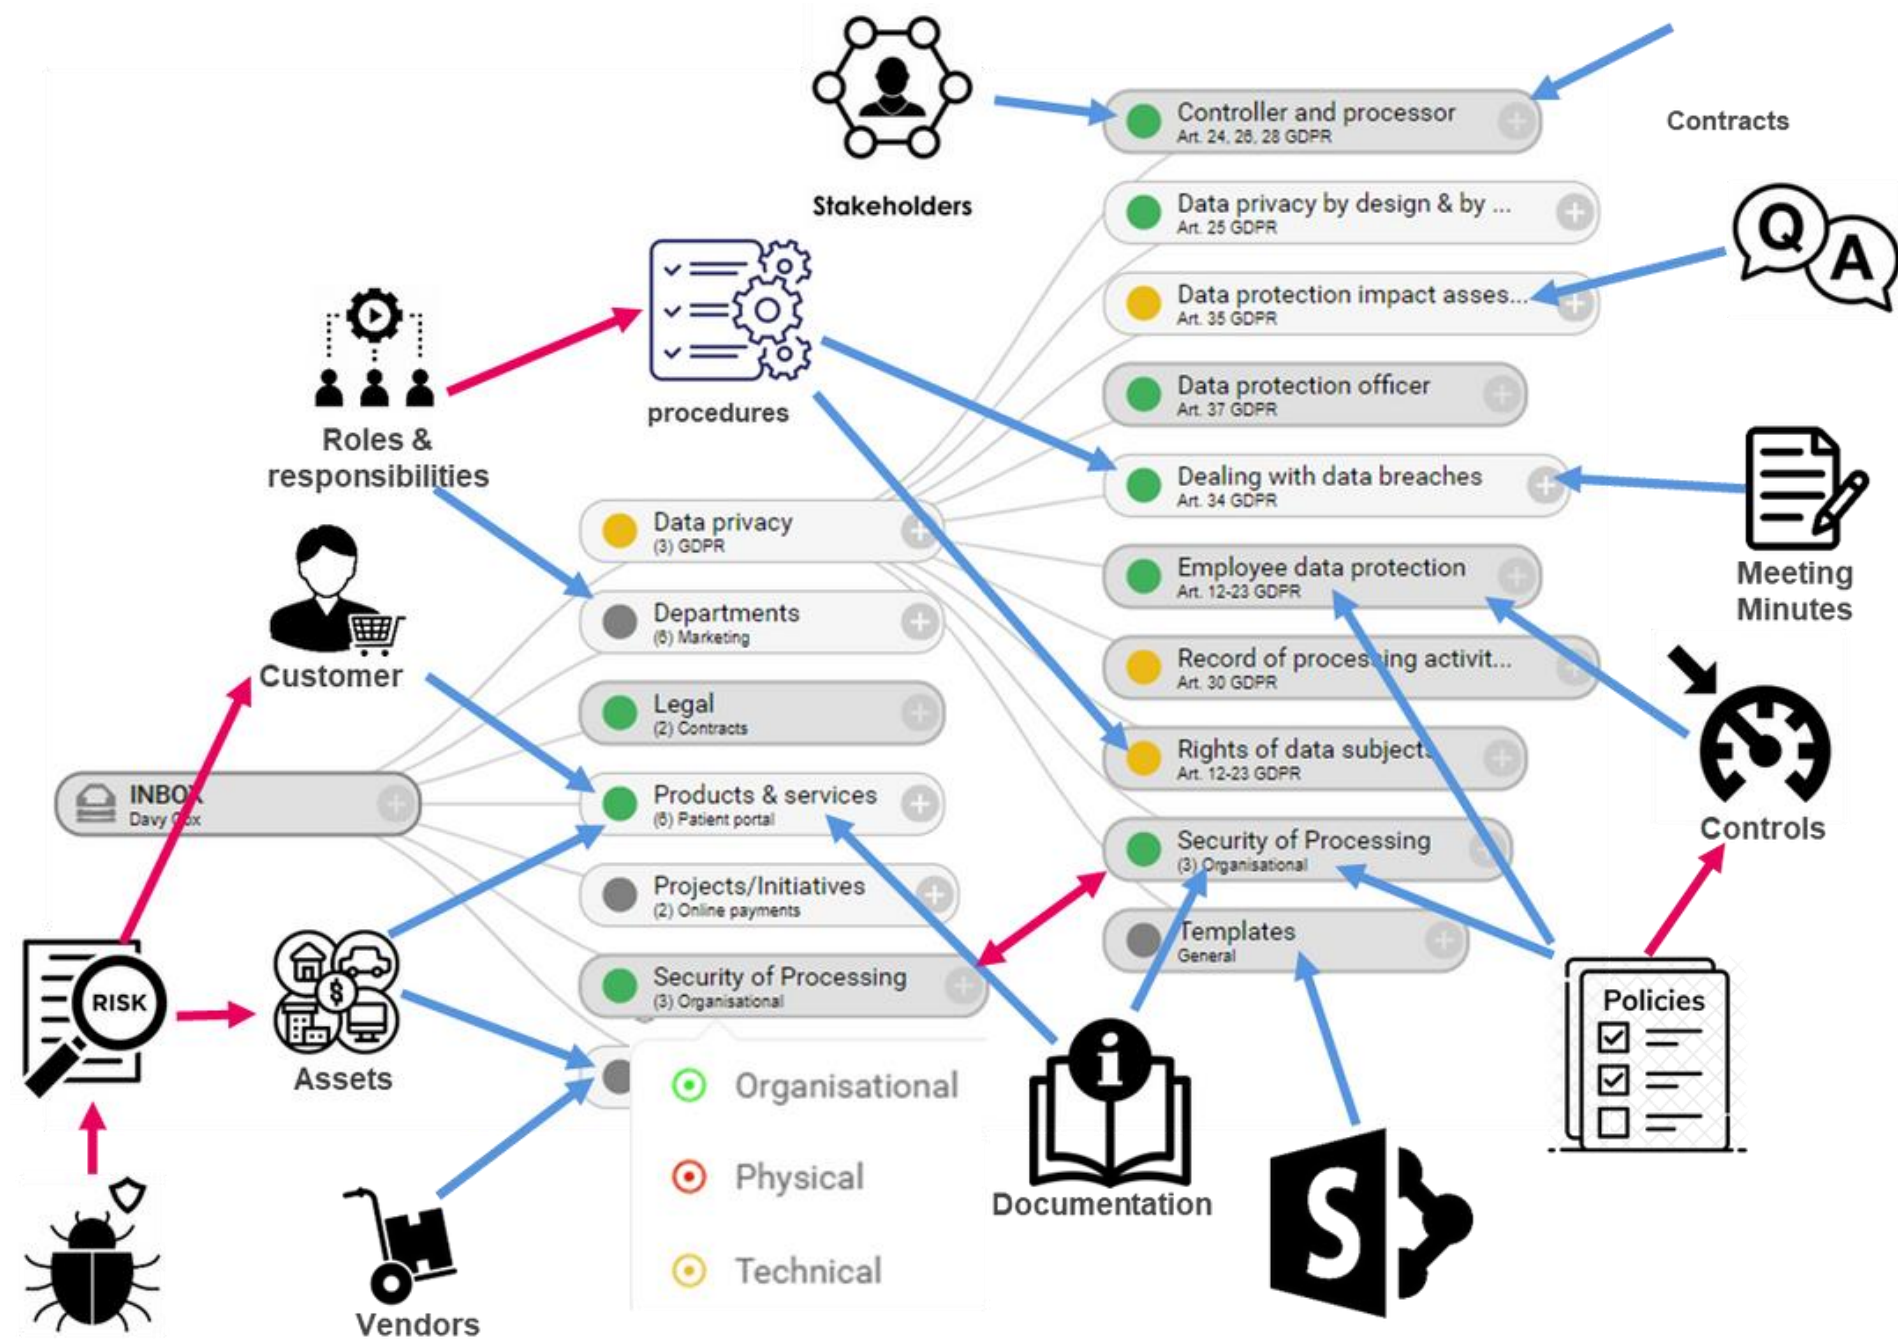 Stakeholders
Controller and processor
Art. 24, 26, 28 GDPR
Contracts
Data privacy by design & by ...
Art. 25 GDPR
Q
A
Data protection impact asses...
Art. 35 GDPR
Data protection officer
Art. 37 GDPR
procedures
Roles &
responsibilities
Dealing with data breaches
Art. 34 GDPR
Data privacy
(3) GDPR
Employee data protection
Art. 12-23 GDPR
Meeting
Minutes
Departments
(6) Marketing
Customer
Record of processing activit...
Art. 30 GDPR
Legal
(2) Contracts
Rights of data subjects
Art. 12-23 GDPR
INBOX
Davy Cox
Products & services
(6) Patient portal
Controls
Security of Processing
(3) Organisational
Projects/Initiatives
(2) Online payments
Templates
General
Security of Processing
(3) Organisational
RISK
$
Policies
Assets
Organisational
i
Physical
Documentation
S
Technical
Vendors